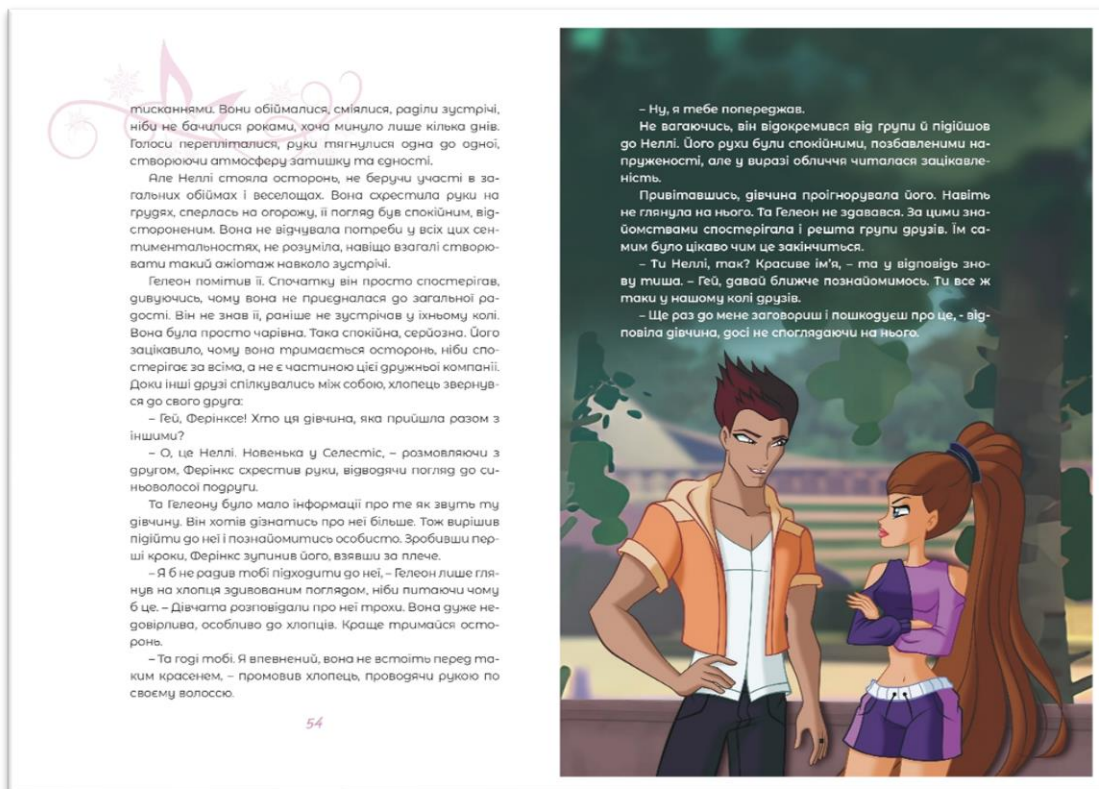 тисканнями. Вони обіймалися, сміялися, раділи зустрічі,
ніби не бачилися роками, хоча минуло лише кілька днів.
Голоси перепліталися, руки тягнулися одна до одної,
створюючи атмосферу затишку та єдності.
Але Неллі стояла осторонь, не беручи участі в за-
гальних обіймах і веселощах. Вона схрестила руки на
грудях, сперлась на огорожу, її погляд був спокійним, від-
стороненим. Вона не відчувала потреби у всіх цих сен-
тиментальностях, не розуміла, навіщо взагалі створю-
вати такий ажіотаж навколо зустрічі.
Гелеон помітив її. Спочатку він просто спостерігав,
дивуючись, чому вона не приєдналася до загальної ра-
дості. Він не знав її, раніше не зустрічав у їхньому колі.
Вона була просто чарівна. Така спокійна, серйозна. Його
зацікавило, чому вона тримається осторонь, ніби спо-
стерігає за всіма, а не є частиною цієї дружньої компанії.
Доки інші друзі спілкувались між собою, хлопець звернув-
ся до свого друга:
– Гей, Ферінксе! Хто ця дівчина, яка прийшла разом з
іншими?
– О, це Неллі. Новенька у Селестіс, – розмовляючи з
другом, Ферінкс схрестив руки, відводячи погляд до си-
ньоволосої подруги.
Та Гелеону було мало інформації про те як звуть ту
дівчину. Він хотів дізнатись про неї більше. Тож вирішив
підійти до неї і познайомитись особисто. Зробивши пер-
ші кроки, Ферінкс зупинив його, взявши за плече.
– Я б не радив тобі підходити до неї, – Гелеон лише гля-
нув на хлопця здивованим поглядом, ніби питаючи чому
б це. – Дівчата розповідали про неї трохи. Вона дуже не-
довірлива, особливо до хлопців. Краще тримайся осто-
ронь.
– Та годі тобі. Я впевнений, вона не встоїть перед та-
ким красенем, – промовив хлопець, проводячи рукою по
своєму волоссю.
54
– Ну, я тебе попереджав.
Не вагаючись, він відокремився від групи й підійшов
до Неллі. Його рухи були спокійними, позбавленими на-
пруженості, але у виразі обличчя читалася зацікавле-
ність.
Привітавшись, дівчина проігнорувала його. Навіть
не глянула на нього. Та Гелеон не здавався. За цими зна-
йомствами спостерігала і решта групи друзів. Їм са-
мим було цікаво чим це закінчиться.
– Ти Неллі, так? Красиве ім’я, – та у відповідь зно-
ву тиша. – Гей, давай ближче познайомимось. Ти все ж
таки у нашому колі друзів.
– Ще раз до мене заговориш і пошкодуєш про це, - від-
повіла дівчина, досі не споглядаючи на нього.